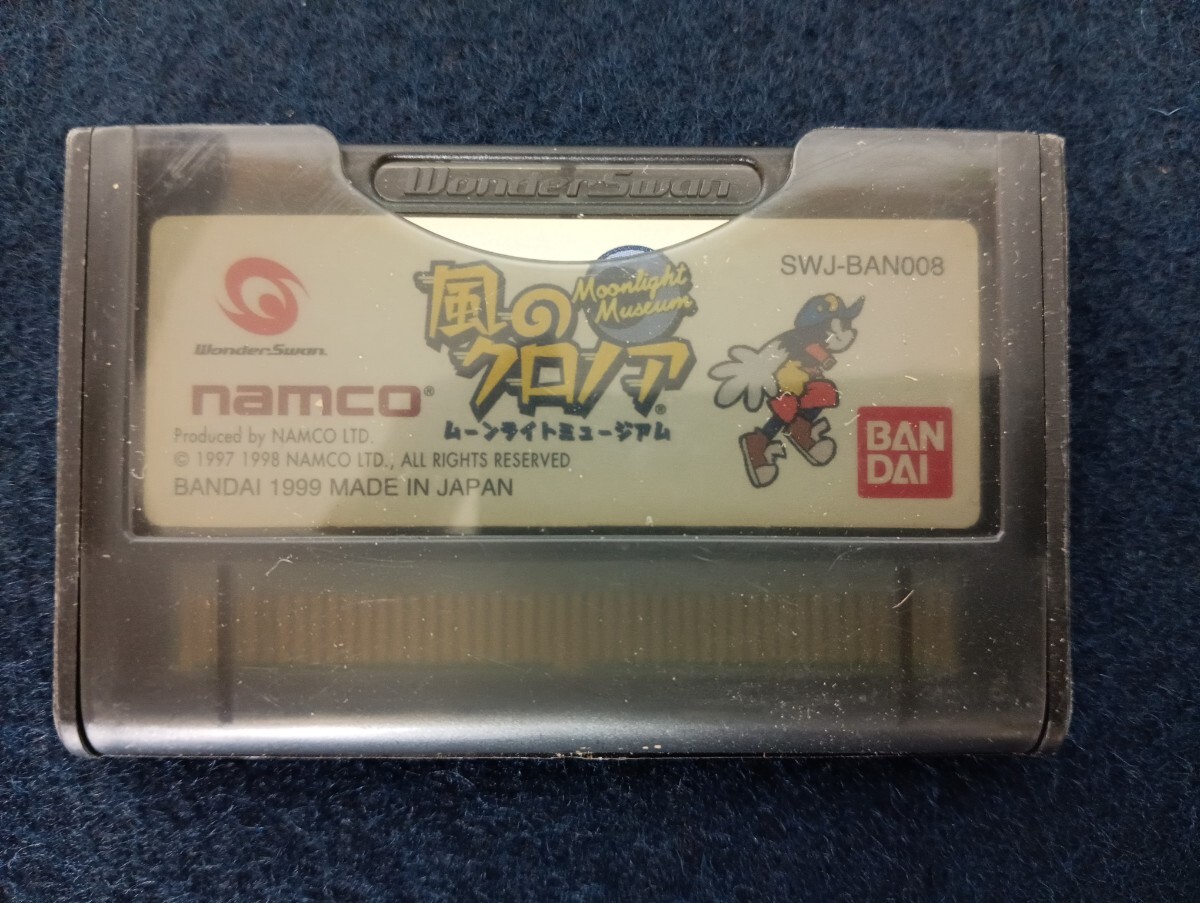 WonderSwan
SWJ-BAN008
Moonlight
Museum
風の
クロノア®
ムーンライトミュージアム
WonderSwan
namco®
Produced by NAMCO LTD.
© 1997 1998 NAMCO LTD., ALL RIGHTS RESERVED
BANDAI 1999 MADE IN JAPAN
BAN
DAI